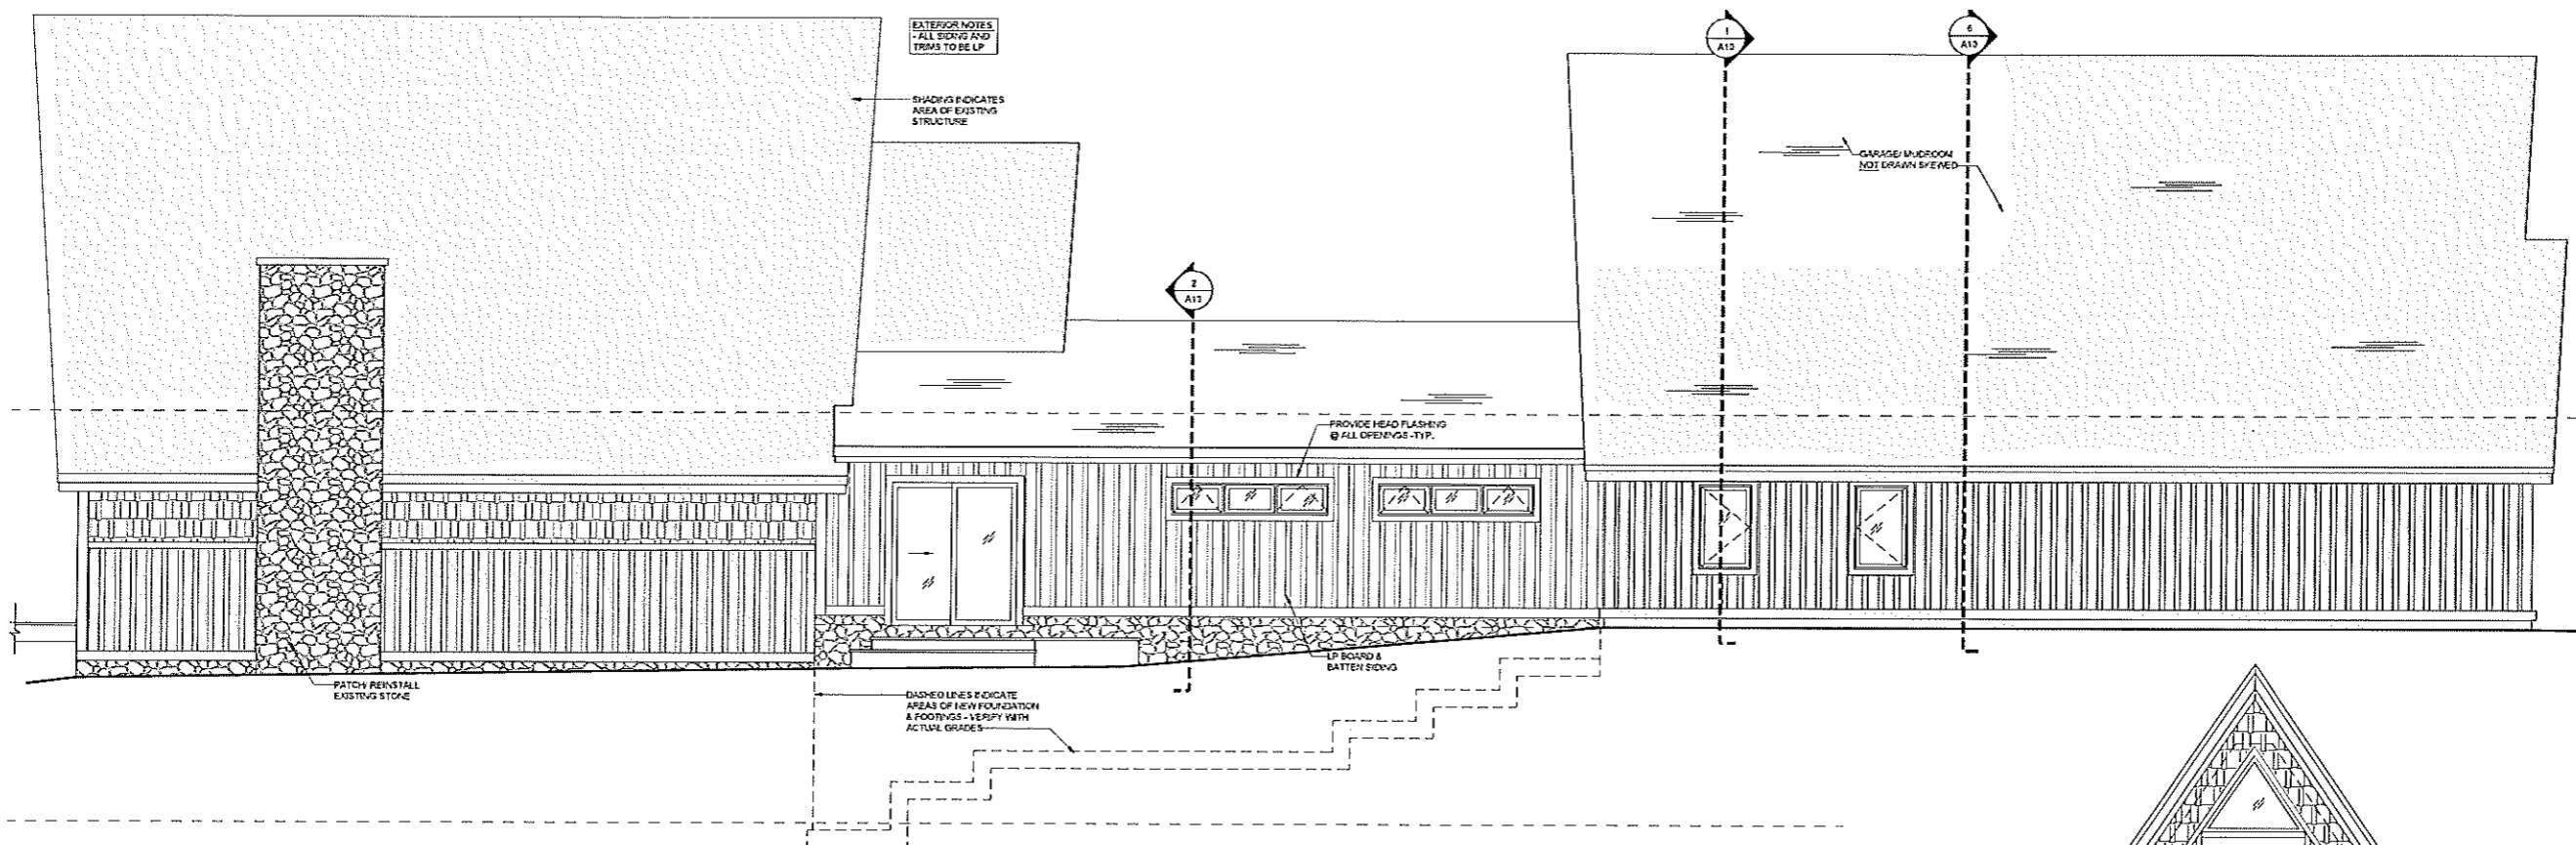 EXTERIOR NOTES
- ALL SIDING AND
TRIMS TO BE LP
SHADING INDICATES
AREA OF EXISTING
STRUCTURE
1
A13
6
A13
GARAGE/ MUDROOM
NOT DRAWN SKEWED
2
A13
PROVIDE HEAD FLASHING
@ ALL OPENINGS -TYP.
LP BOARD &
BATTEN SIDING
PATCH/ REINSTALL
EXISTING STONE
DASHED LINES INDICATE
AREAS OF NEW FOUNDATION
& FOOTINGS - VERIFY WITH
ACTUAL GRADES